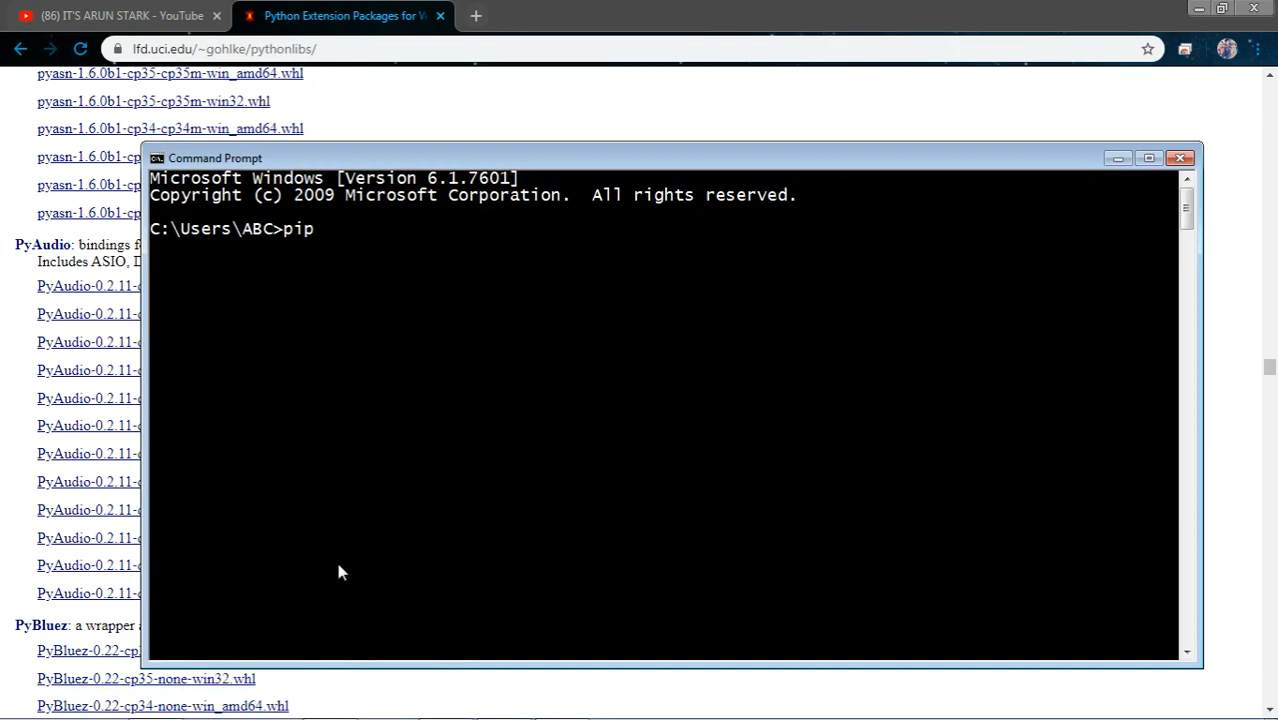 (86) IT'S ARUN STARK - YouTube
Python Extension Packages for W
lfd.uci.edu/~gohlke/pythonlibs/
pyasn-1.6.0b1-cp35-cp35m-win_amd64.whl
pyasn-1.6.0b1-cp35-cp35m-win32.whl
pyasn-1.6.0b1-cp34-cp34m-win_amd64.whl
pyasn-1.6.0b1-cp
pyasn-1.6.0b1-cp
pyasn-1.6.0b1-cp
Command Prompt
Microsoft Windows [Version 6.1.7601]
Copyright (c) 2009 Microsoft Corporation. All rights reserved.
C:\Users\ABC>pip
PyAudio: bindings f
Includes ASIO, D
PyAudio-0.2.11-c
PyAudio-0.2.11-c
PyAudio-0.2.11-c
PyAudio-0.2.11-c
PyAudio-0.2.11-c
PyAudio-0.2.11-c
PyAudio-0.2.11-c
PyAudio-0.2.11-c
PyAudio-0.2.11-c
PyAudio-0.2.11-c
PyAudio-0.2.11-c
PyAudio-0.2.11-c
PyBluez: a wrapper
PyBluez-0.22-cp
PyBluez-0.22-cp35-none-win32.whl
PyBluez-0.22-cp34-none-win_amd64.whl